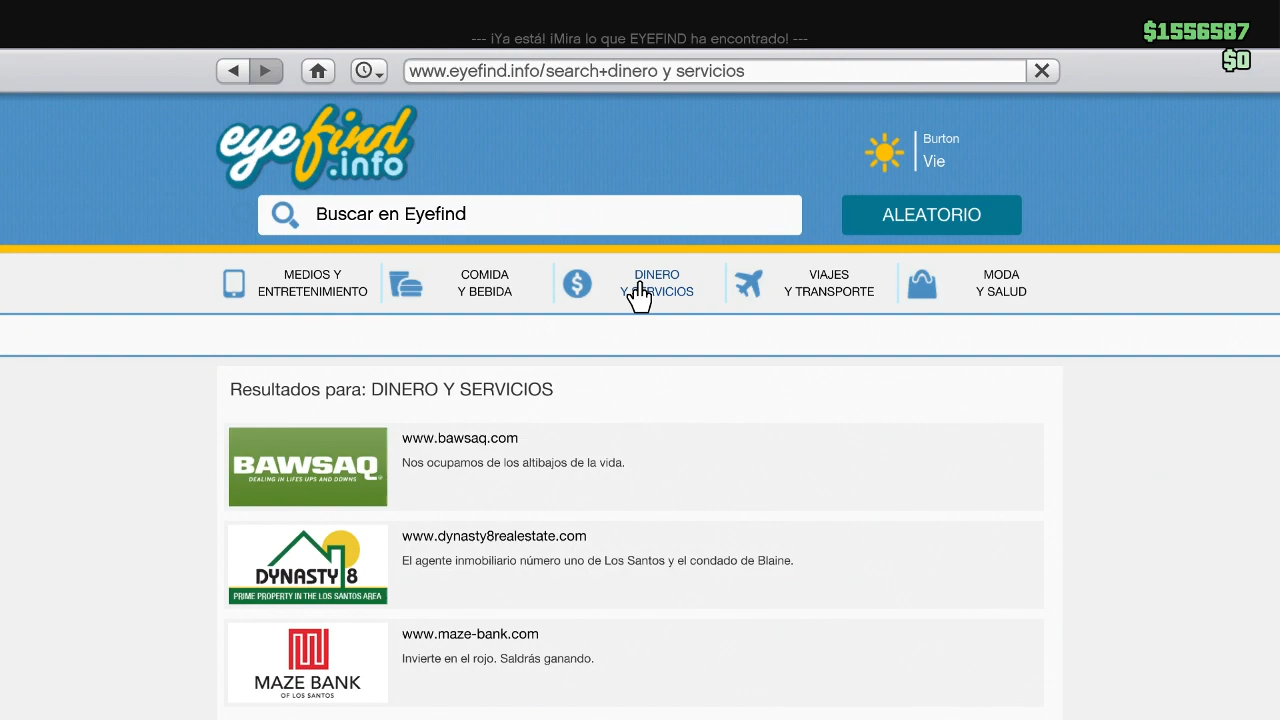 --- ¡Ya está! ¡Mira lo que EYEFIND ha encontrado! ---
$1556587
$0
www.eyefind.info/search+dinero y servicios
eyefind
.info
Burton
Vie
Buscar en Eyefind
ALEATORIO
MEDIOS Y
ENTRETENIMIENTO
COMIDA
Y BEBIDA
DINERO
Y SERVICIOS
VIAJES
Y TRANSPORTE
MODA
Y SALUD
Resultados para: DINERO Y SERVICIOS
BAWSAQ
DEALING IN LIFES UPS AND DOWNS
www.bawsaq.com
Nos ocupamos de los altibajos de la vida.
DYNASTY 8
PRIME PROPERTY IN THE LOS SANTOS AREA
www.dynasty8realestate.com
El agente inmobiliario número uno de Los Santos y el condado de Blaine.
MAZE BANK
OF LOS SANTOS
www.maze-bank.com
Invierte en el rojo. Saldrás ganando.